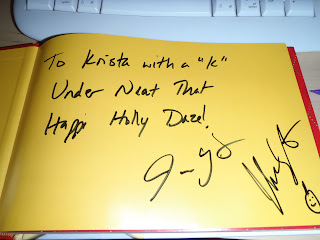 To Krista with a "K"
Under Neat That
Happi Holly Daze!